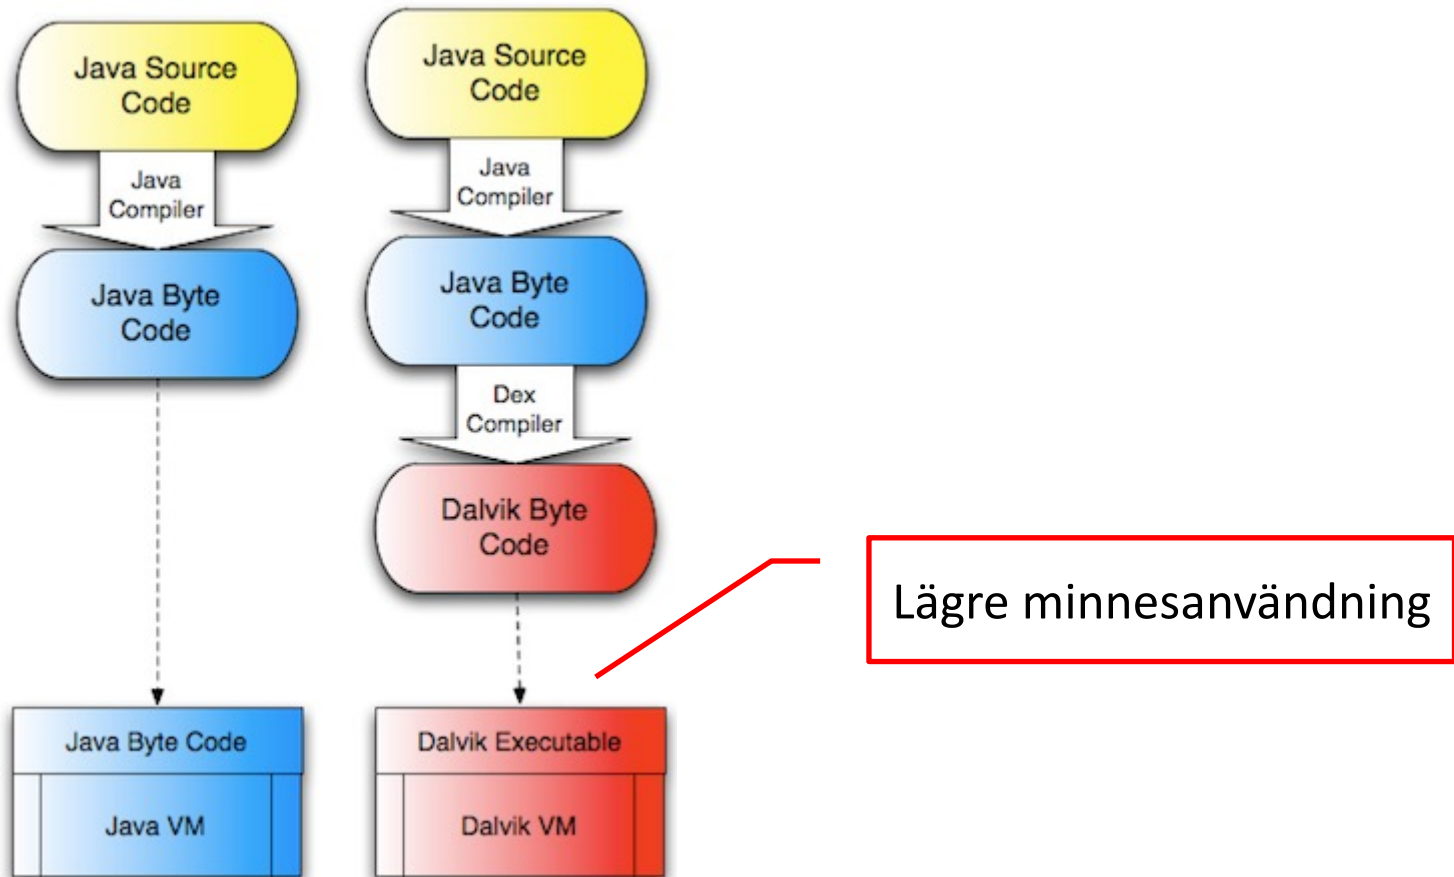 Java Source
Code
Java
Compiler
Java Byte
Code
Java Byte Code
Java VM
Java Source
Code
Java
Compiler
Java Byte
Code
Dex
Compiler
Dalvik Byte
Code
Dalvik Executable
Dalvik VM
Lägre minnesanvändning